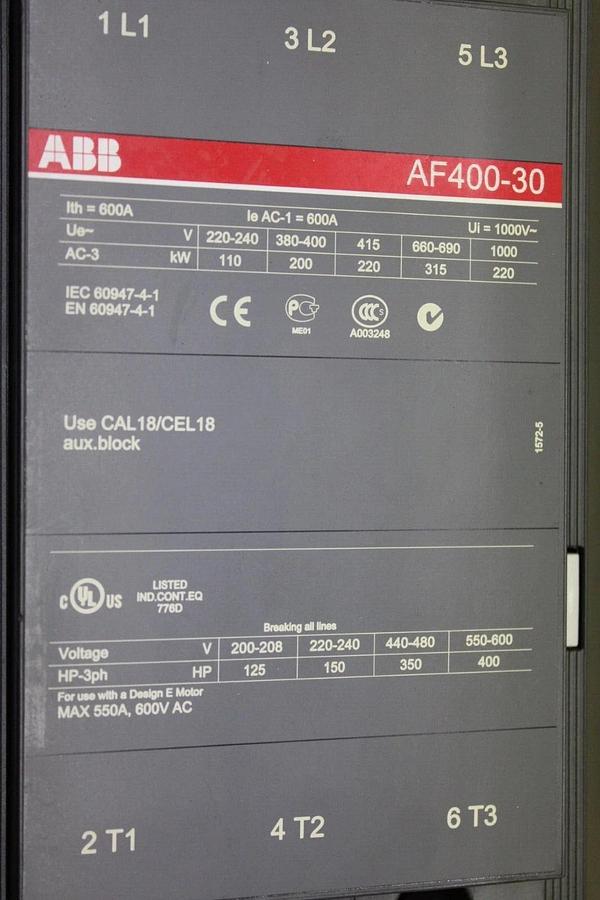 1 L1 3 L2 5 L3
ABB AF400-30
Ith = 600A Ie AC-1 = 600A Ui = 1000V~
Ue~ V 220-240 380-400 415 660-690 1000
AC-3 kW 110 200 220 315 220
IEC 60947-4-1
EN 60947-4-1
CE PG CCC S
ME01 A003248
Use CAL18/CEL18
aux.block
1572-5
C UL US LISTED
IND.CONT.EQ
776D
Breaking all lines
Voltage V 200-208 220-240 440-480 550-600
HP-3ph HP 125 150 350 400
For use with a Design E Motor
MAX 550A, 600V AC
2 T1 4 T2 6 T3